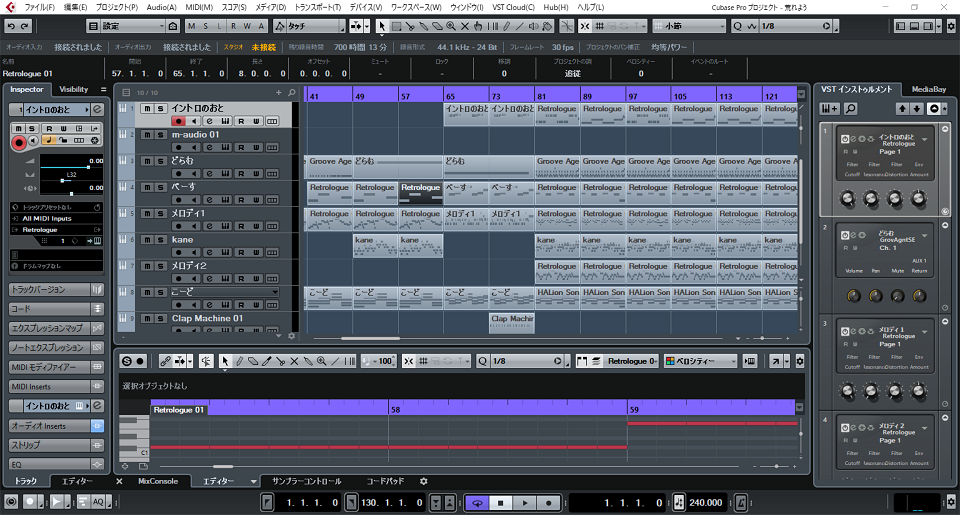 ファイル(F) 編集(E) プロジェクト(P) Audio(A) MIDI(M) スコア(S) メディア(D) トランスポート(T) デバイス(V) ワークスペース(W) ウィンドウ(I) VST Cloud(C) Hub(H) ヘルプ(L) Cubase Pro プロジェクト - 荒れよう
設定 M S L R W A タッチ 小節 Q 1/8
オーディオ入力 接続されました オーディオ出力 接続されました スタジオ 未接続 残り録音時間 700 時間 13 分 録音形式 44.1 kHz - 24 Bit フレームレート 30 fps プロジェクトのパン補正 均等パワー
名前 開始 終了 長さ オフセット ミュート ロック 移調 プロジェクトの調 ベロシティー イベントのルート
Retrologue 01 57. 1. 1. 0 65. 1. 1. 0 8. 0. 0. 0 0. 0. 0. 0 - - 0 追従 0 -
Inspector Visibility
1 イントロのおと
M S R W
0.00
L32
0.00
トラックプリセットなし
All MIDI Inputs
Retrologue
1
ドラムマップなし
トラックバージョン
コード
エクスプレッションマップ
ノートエクスプレッション
MIDI モディファイアー
MIDI Inserts
イントロのおと
オーディオ Inserts
ストリップ
EQ
10 / 10
41 49 57 65 73 81 89 97 105 113 121
1 M S イントロのおと
R W
イントロのおと イントロのおと Retrologue Retrologue Retrologue Retrologue Retrologue Retrologue
2 M S m-audio 01
R W
3 M S どらむ
R W
Groove Age どらむ どらむ Groove Age Groove Age Groove Age Groove Age Groove Age Groove Age
4 M S べーす
R W
Retrologue Retrologue Retrologue べーす べーす Retrologue Retrologue Retrologue Retrologue Retrologue Retrologue
5 M S メロディ1
R W
Retrologue Retrologue Retrologue メロディ1 メロディ1 Retrologue Retrologue Retrologue Retrologue Retrologue Retrologue
6 M S kane
R W
kane kane kane kane kane kane kane kane
7 M S メロディ2
R W
Retrologue Retrologue Retrologue Retrologue Retrologue Retrologue
8 M S こーど
R W
こーど こーど こーど こーど こーど HALion Son HALion Son HALion Son HALion Son HALion Son HALion Son
9 M S Clap Machine 01
Clap Machir
VST インストゥルメント MediaBay
1 イントロのおと
Retrologue
R W Page 1
Filter Filter Filter Env
Cutoff Resonance Distortion Amount
2 どらむ
GrovAgntSE
R W Ch. 1
AUX 1
Volume Pan Mute Return
3 メロディ 1
Retrologue
R W Page 1
Filter Filter Filter Env
Cutoff Resonance Distortion Amount
4 メロディ 2
Retrologue
R W Page 1
Filter Filter Filter Env
Cutoff Resonance Distortion Amount
100 Q 1/8 Retrologue 0 ベロシティー
選択オブジェクトなし
Retrologue 01 58 59
C1
トラック エディター MixConsole エディター サンプラーコントロール コードパッド
AQ 1. 1. 1. 0 130. 1. 1. 0 1. 1. 1. 0 240.000